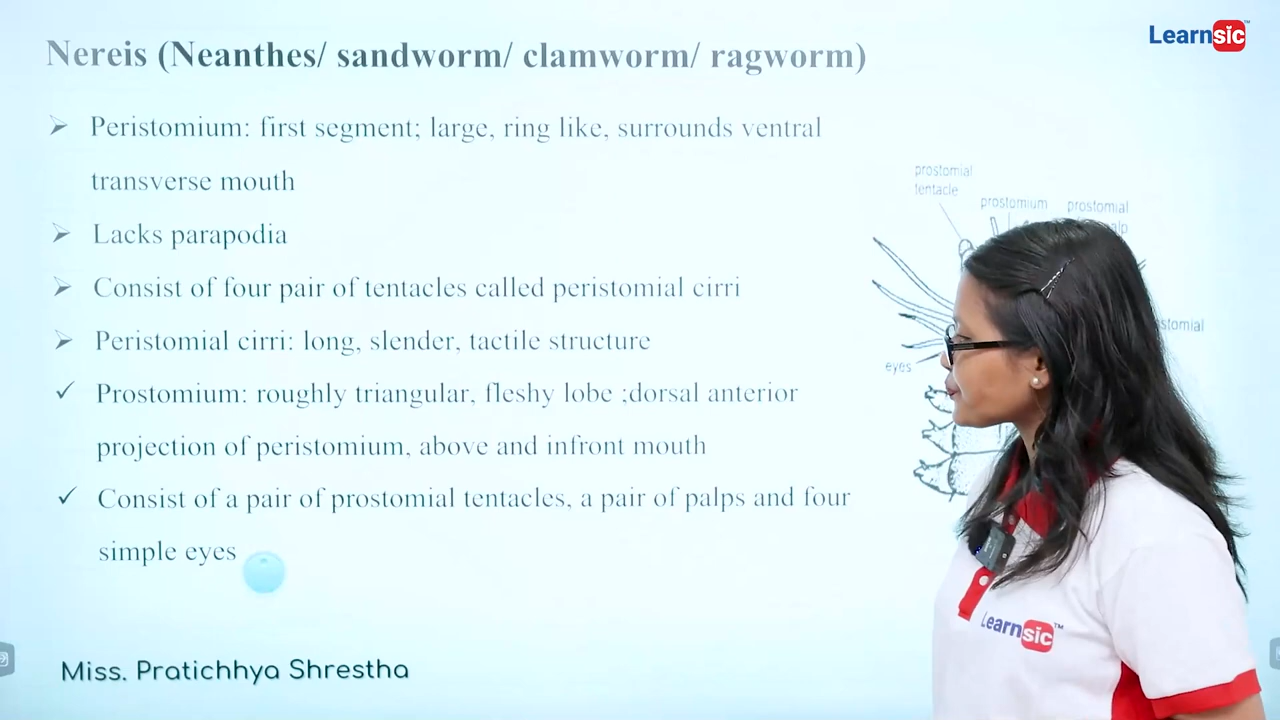 Nereis (Neanthes/ sandworm/ clamworm/ ragworm)
Learnsic™
➢ Peristomium: first segment; large, ring like, surrounds ventral
transverse mouth
➢ Lacks parapodia
➢ Consist of four pair of tentacles called peristomial cirri
➢ Peristomial cirri: long, slender, tactile structure
✓ Prostomium: roughly triangular, fleshy lobe ;dorsal anterior
projection of peristomium, above and infront mouth
✓ Consist of a pair of prostomial tentacles, a pair of palps and four
simple eyes
prostomial
tentacle
prostomium
prostomial
eyes
Learnsic™
Miss. Pratichhya Shrestha